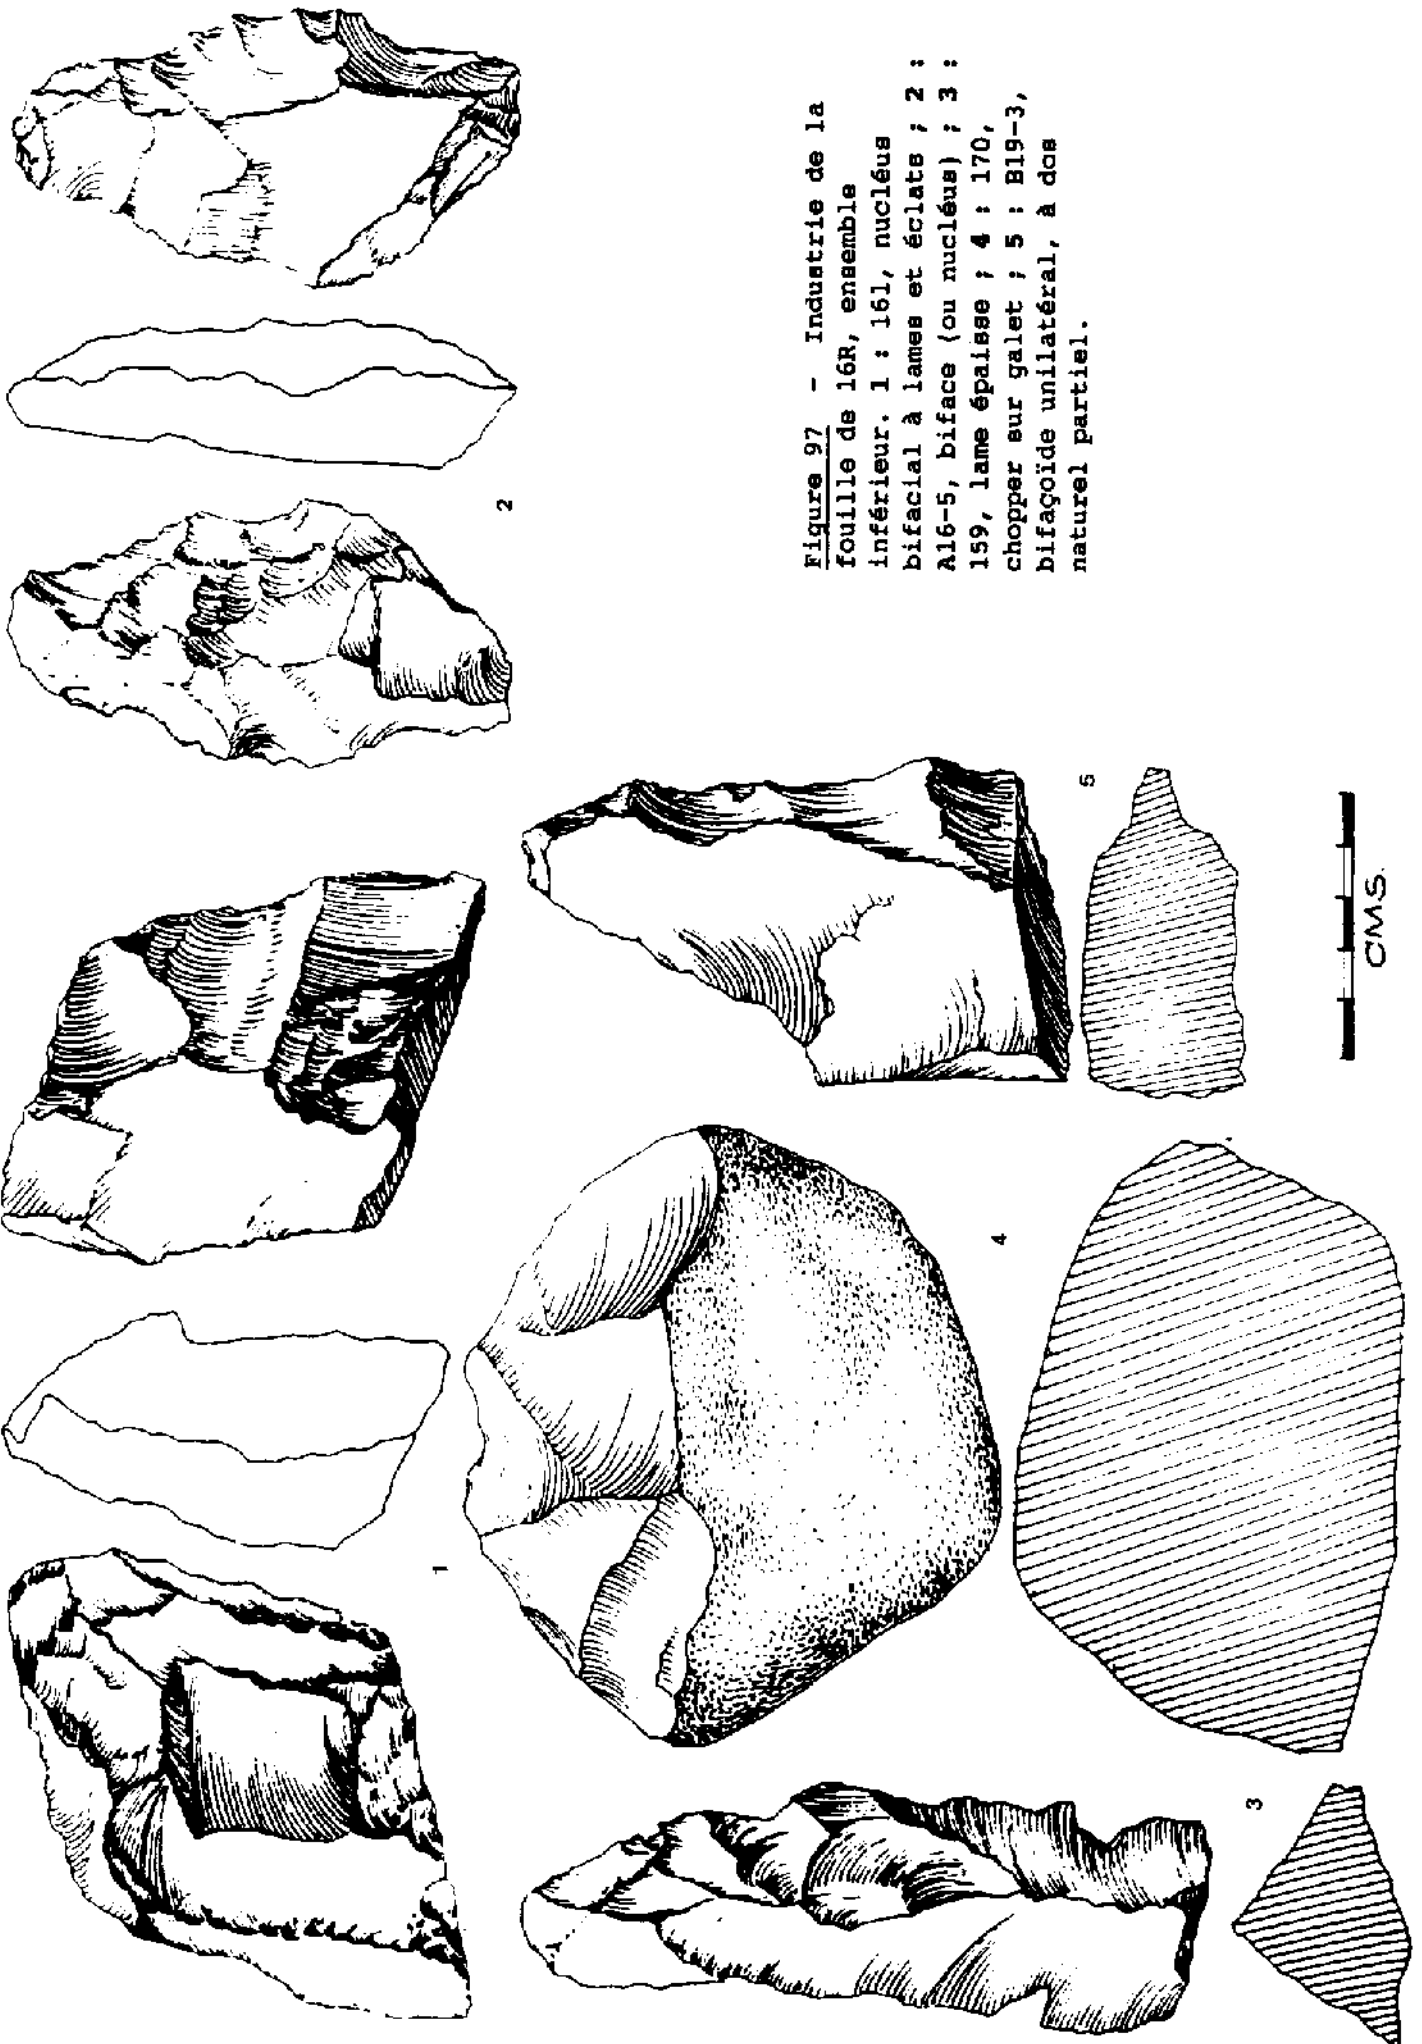 Figure 97 - Industrie de la
fouille de 16R, ensemble
inférieur. 1 : 161, nucléus
bifacial à lames et éclats ; 2 :
A16-5, biface (ou nucléus) ; 3 :
159, lame épaisse ; 4 : 170,
chopper sur galet ; 5 : B19-3,
bifaçoïde unilatéral, à dos
naturel partiel.
1
2
3
4
5
CMS.